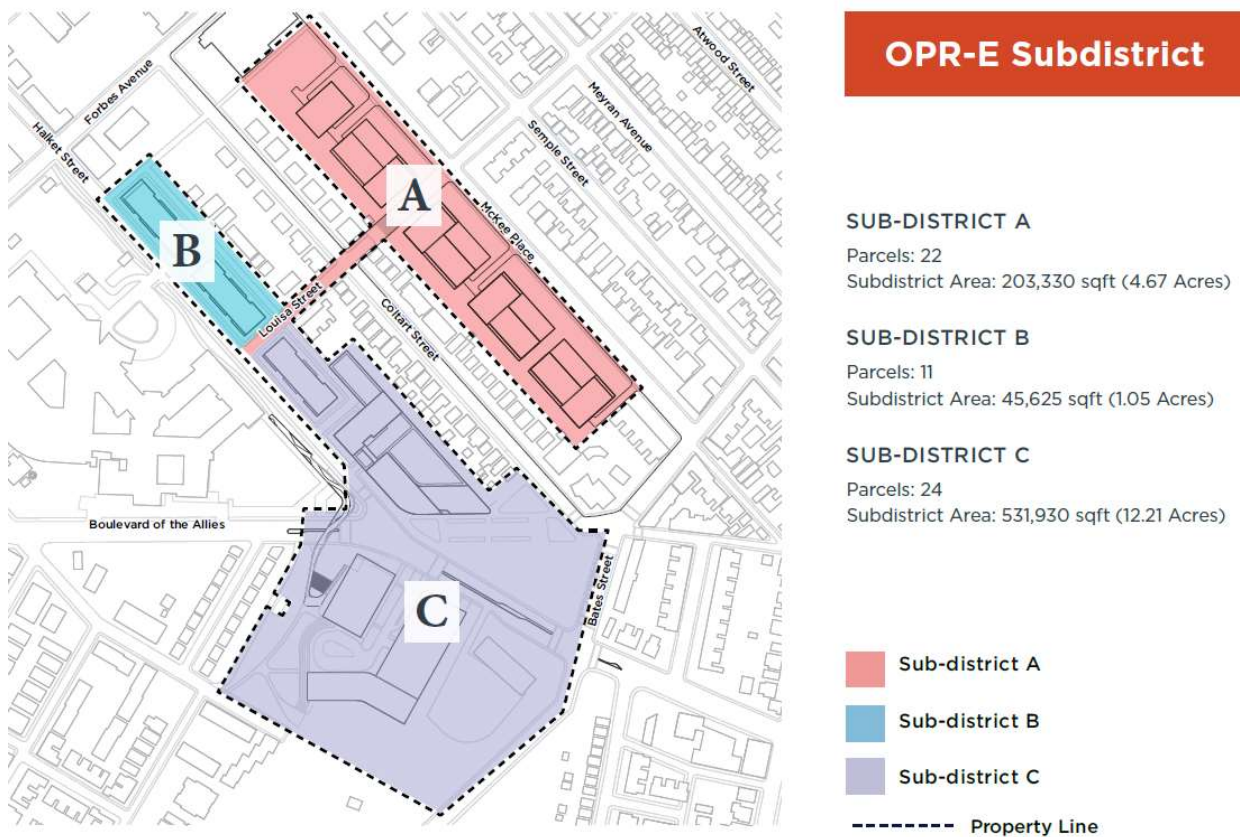 OPR-E Subdistrict
Atwood Street
Forbes Avenue
Meyran Avenue
Halket Street
Semple Street
A
McKee Place
B
Louisa Street
Coltart Street
Boulevard of the Allies
Bates Street
C
SUB-DISTRICT A
Parcels: 22
Subdistrict Area: 203,330 sqft (4.67 Acres)
SUB-DISTRICT B
Parcels: 11
Subdistrict Area: 45,625 sqft (1.05 Acres)
SUB-DISTRICT C
Parcels: 24
Subdistrict Area: 531,930 sqft (12.21 Acres)
Sub-district A
Sub-district B
Sub-district C
Property Line